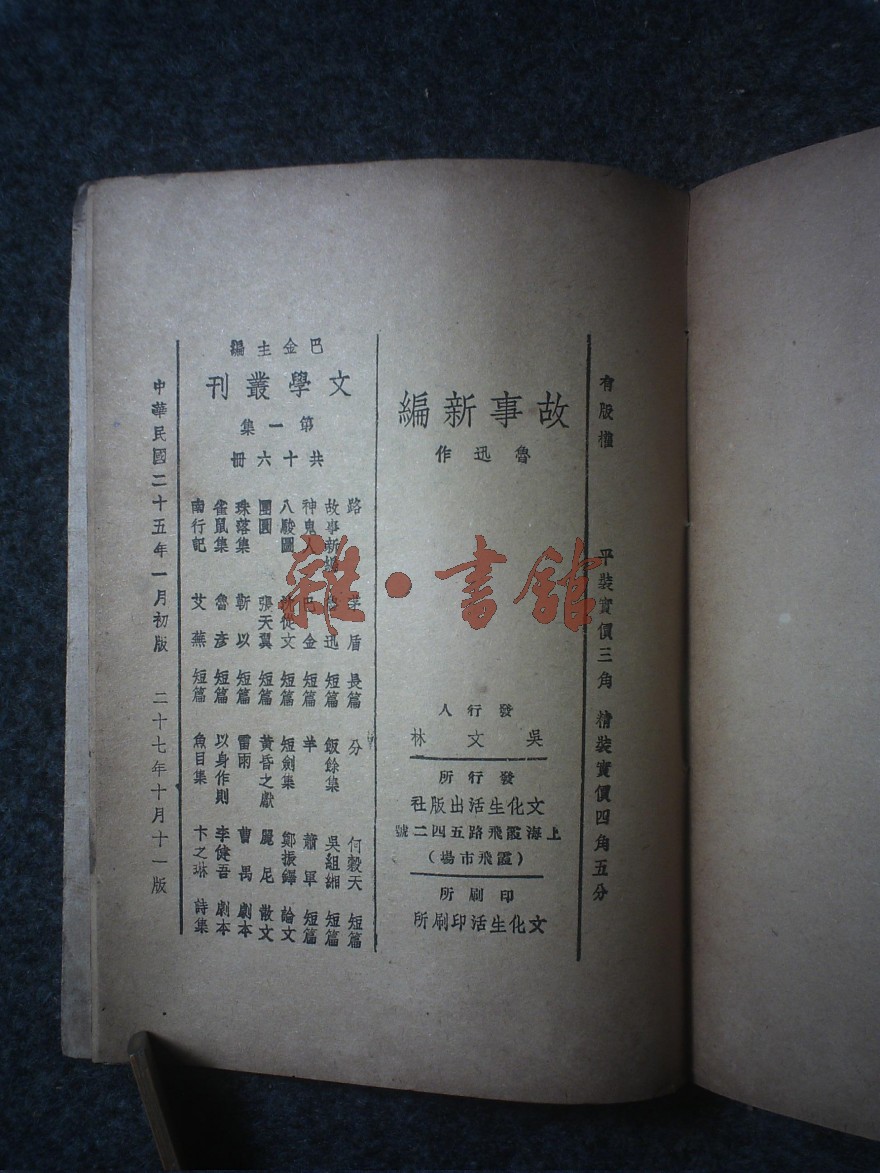 有版權 平裝實價三角 精裝實價四角五分
故事新編
魯迅作
發行人
吳文林
發行所
文化生活出版社
上海霞飛路五四二號
(霞飛市場)
印刷所
文化生活印刷所
巴金主編
文學叢刊
第一集
共十六冊
路 茅盾 長篇 分 何穀天 短篇
故事新編 魯迅 短篇 飯餘集 吳組緗 短篇
神鬼人 巴金 短篇 羊 蕭軍 短篇
八駿圖 沈從文 短篇 短劍集 鄭振鐸 論文
團圓 張天翼 短篇 黃昏之獻 麗尼 散文
珠落集 靳以 短篇 雷雨 曹禺 劇本
雀鼠集 魯彥 短篇 以身作則 李健吾 劇本
南行記 艾蕪 短篇 魚目集 卞之琳 詩集
中華民國二十五年一月初版 二十七年十月十一版
雜·書館